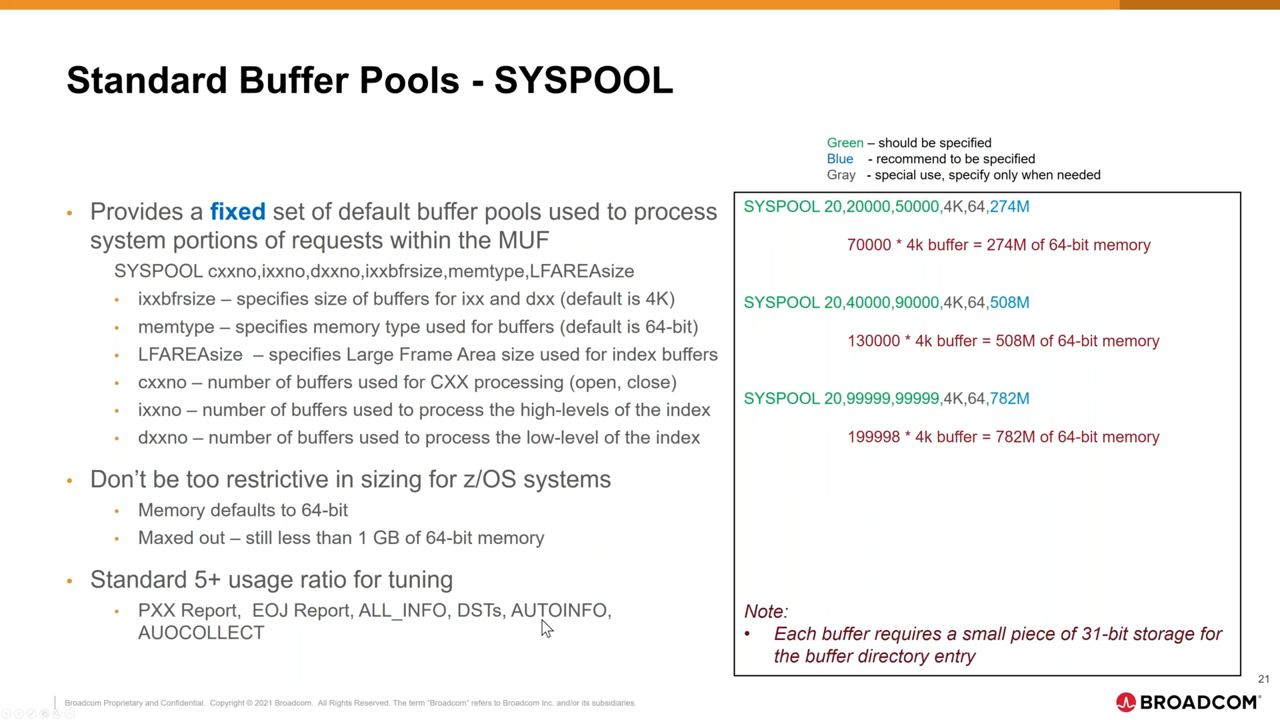 Standard Buffer Pools - SYSPOOL
Green – should be specified
Blue - recommend to be specified
Gray - special use, specify only when needed
• Provides a fixed set of default buffer pools used to process
system portions of requests within the MUF
SYSPOOL cxxno,ixxno,dxxno,ixxbfrsize,memtype,LFAREAsize
• ixxbfrsize – specifies size of buffers for ixx and dxx (default is 4K)
• memtype – specifies memory type used for buffers (default is 64-bit)
• LFAREAsize – specifies Large Frame Area size used for index buffers
• cxxno – number of buffers used for CXX processing (open, close)
• ixxno – number of buffers used to process the high-levels of the index
• dxxno – number of buffers used to process the low-level of the index
• Don't be too restrictive in sizing for z/OS systems
• Memory defaults to 64-bit
• Maxed out – still less than 1 GB of 64-bit memory
• Standard 5+ usage ratio for tuning
• PXX Report, EOJ Report, ALL_INFO, DSTs, AUTOINFO,
AUOCOLLECT
SYSPOOL 20,20000,50000,4K,64,274M
70000 * 4k buffer = 274M of 64-bit memory
SYSPOOL 20,40000,90000,4K,64,508M
130000 * 4k buffer = 508M of 64-bit memory
SYSPOOL 20,99999,99999,4K,64,782M
199998 * 4k buffer = 782M of 64-bit memory
Note:
• Each buffer requires a small piece of 31-bit storage for
the buffer directory entry
21
Broadcom Proprietary and Confidential. Copyright © 2021 Broadcom. All Rights Reserved. The term "Broadcom" refers to Broadcom Inc. and/or its subsidiaries.
BROADCOM®